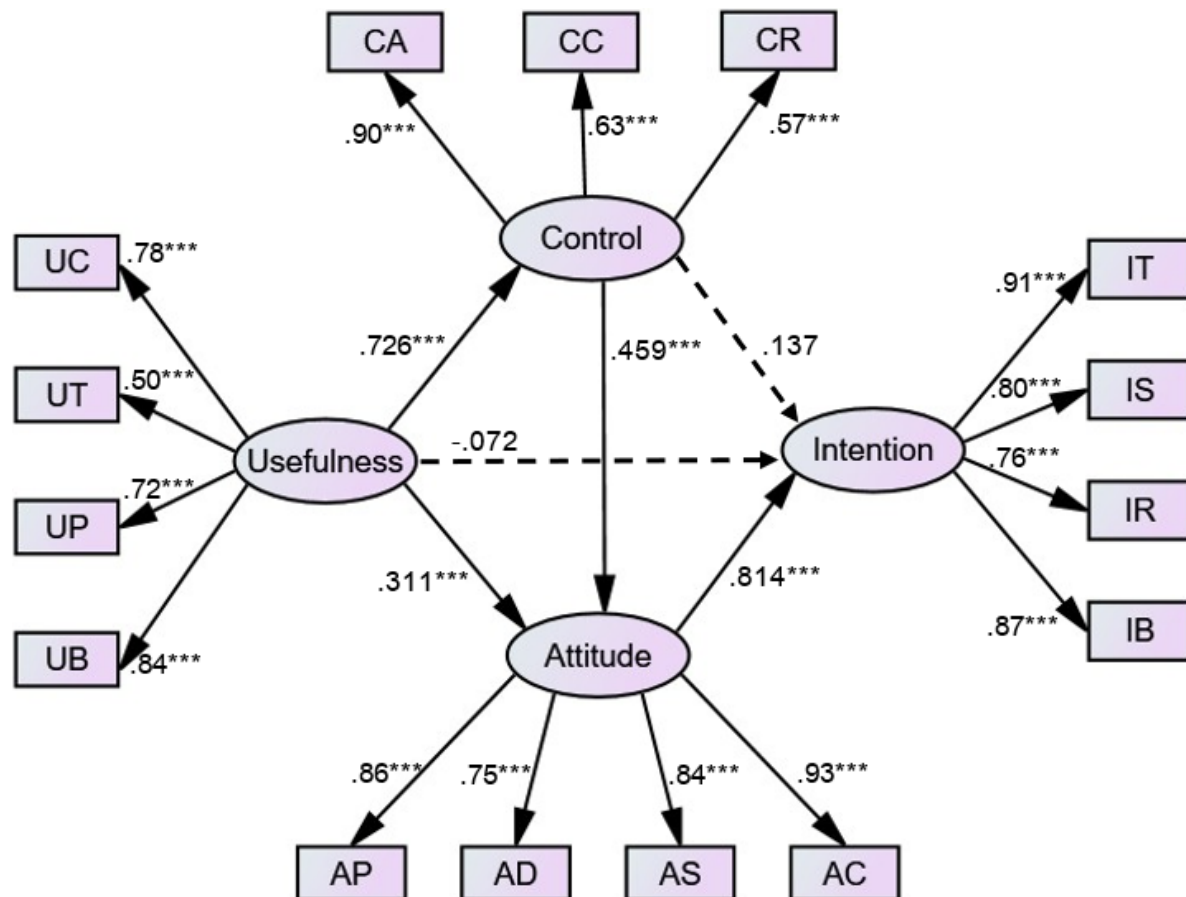 CA
CC
CR
.90***
.63***
.57***
Control
UC
.78***
IT
.91***
.726***
.459***
.137
UT
.50***
IS
.80***
Usefulness
-.072
Intention
UP
.72***
IR
.76***
.311***
.814***
UB
.84***
IB
.87***
Attitude
.86***
.75***
.84***
.93***
AP
AD
AS
AC